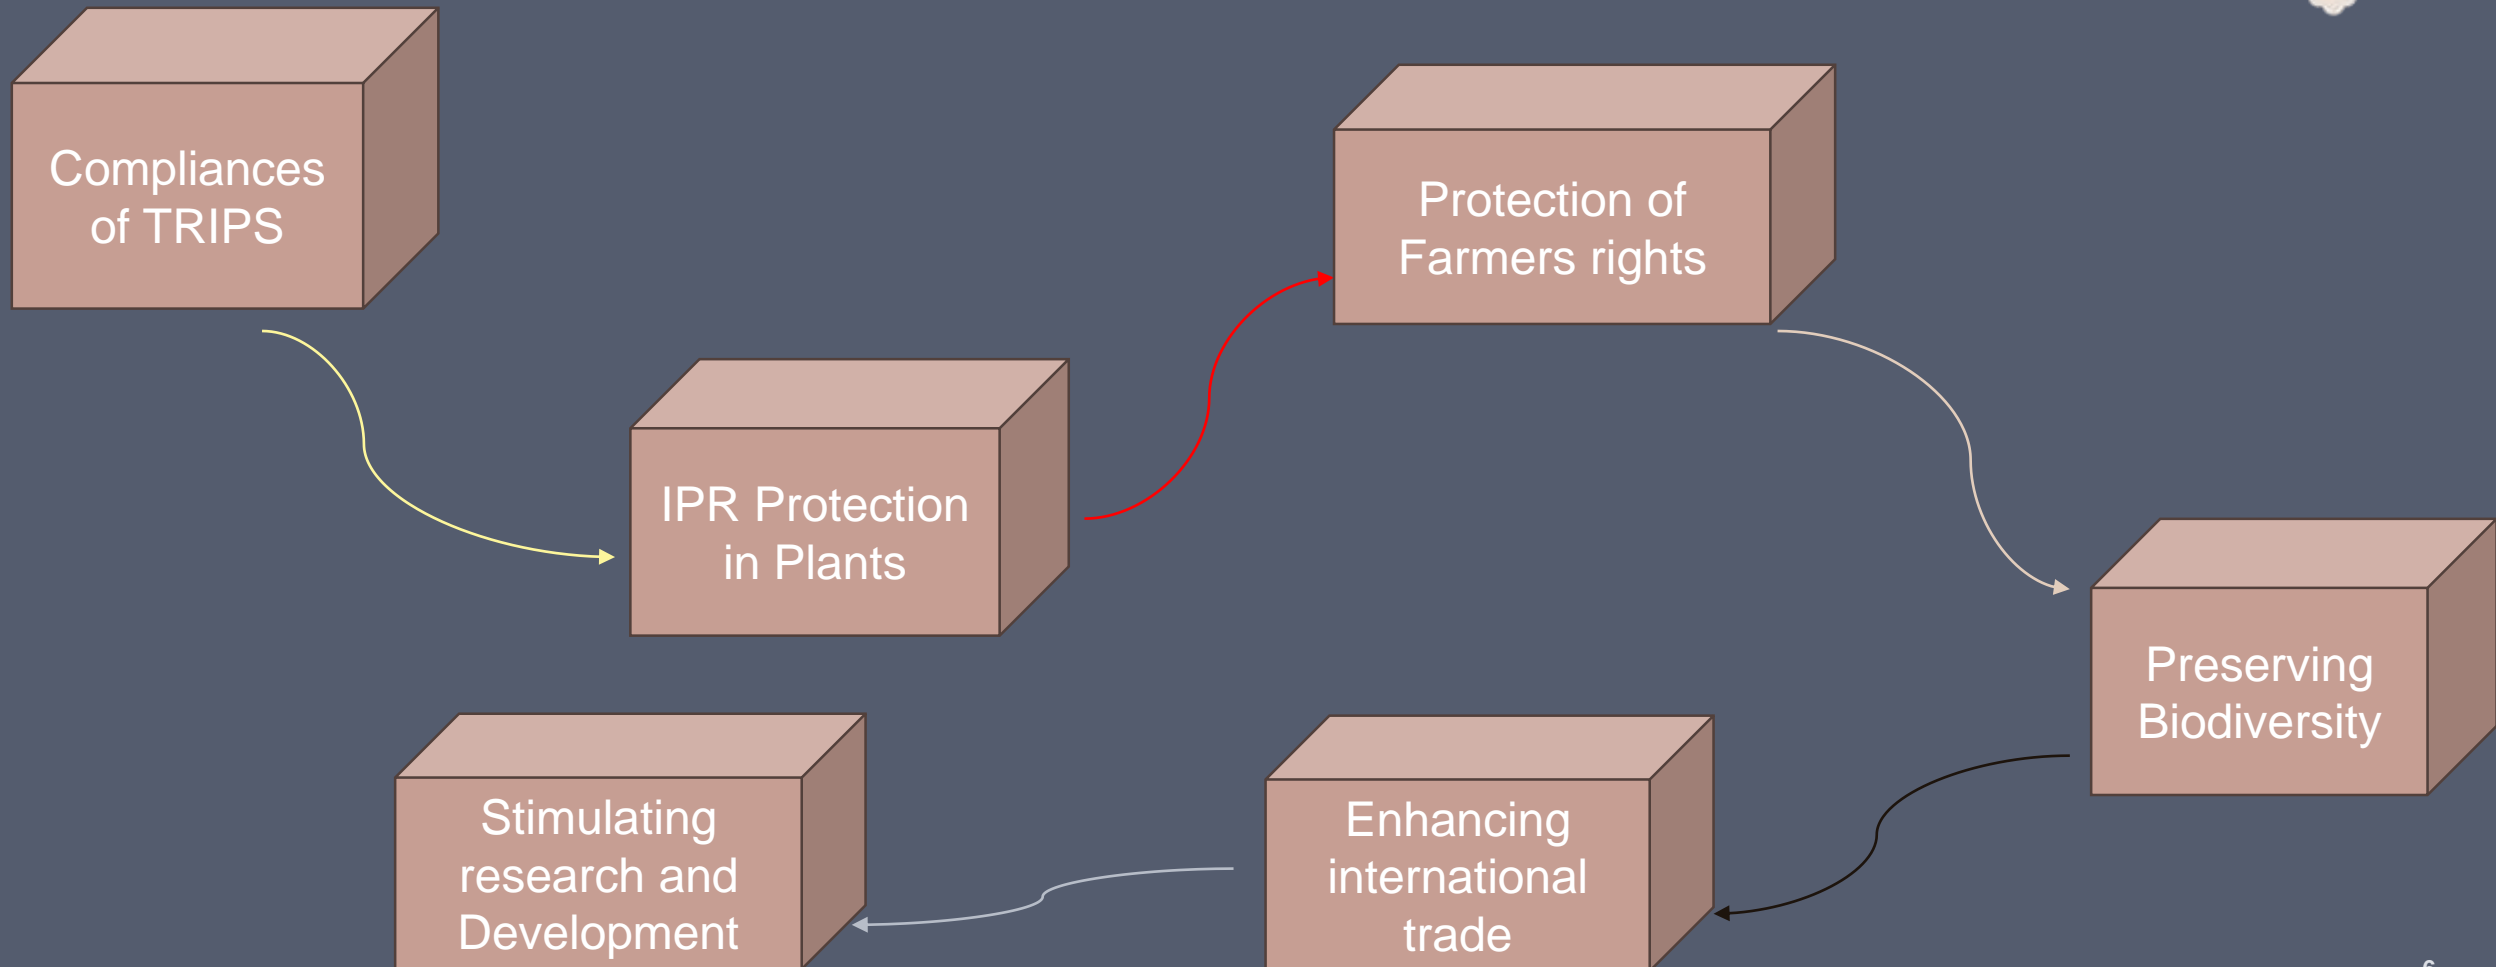 Compliances
of TRIPS
IPR Protection
in Plants
Protection of
Farmers rights
Preserving
Biodiversity
Enhancing
international
trade
Stimulating
research and
Development